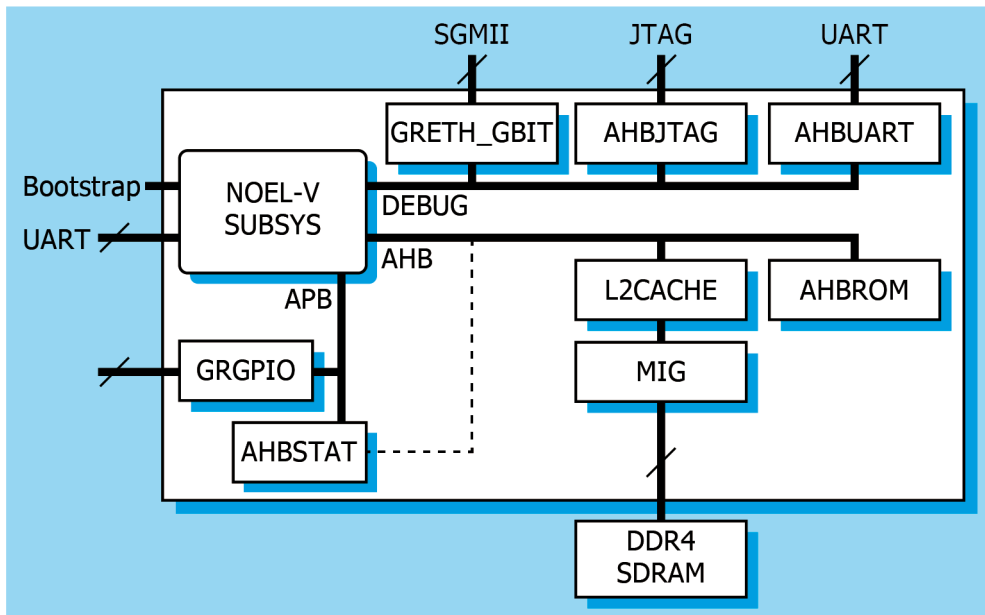 SGMII
JTAG
UART
GRETH_GBIT
AHBJTAG
AHBUART
Bootstrap
NOEL-V
SUBSYS
DEBUG
UART
AHB
APB
L2CACHE
AHBROM
GRGPIO
MIG
AHBSTAT
DDR4
SDRAM